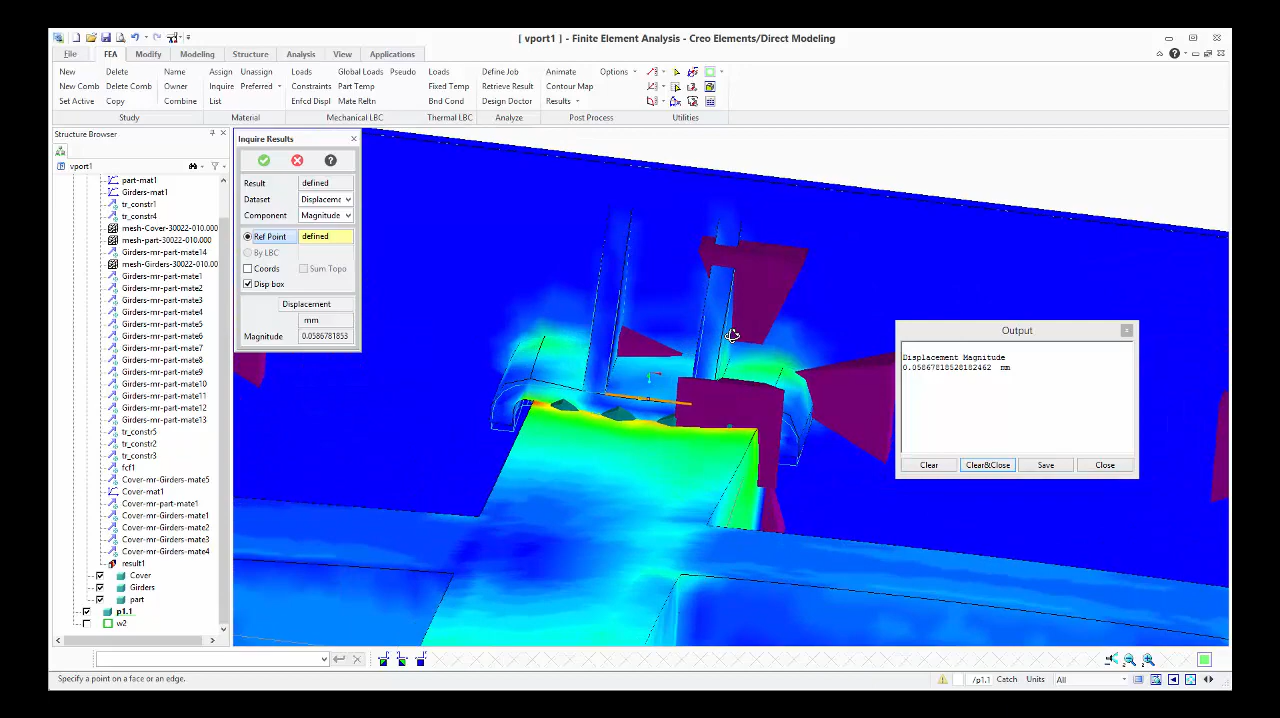 [ vport1 ] - Finite Element Analysis - Creo Elements/Direct Modeling
File FEA Modify Modeling Structure Analysis View Applications
New Delete Name Assign Unassign Loads Global Loads Pseudo Loads Define Job Animate Options
New Comb Delete Comb Owner Inquire Preferred Constraints Part Temp Fixed Temp Retrieve Result Contour Map
Set Active Copy Combine List Enfcd Displ Mate Reltn Bnd Cond Design Doctor Results
Study Material Mechanical LBC Thermal LBC Analyze Post Process Utilities
Structure Browser
vport1
part-mat1
Girders-mat1
tr_constr1
tr_constr4
mesh-Cover-30022-010.000
mesh-part-30022-010.000
Girders-mr-part-mate14
mesh-Girders-30022-010.00
Girders-mr-part-mate1
Girders-mr-part-mate2
Girders-mr-part-mate3
Girders-mr-part-mate4
Girders-mr-part-mate5
Girders-mr-part-mate6
Girders-mr-part-mate7
Girders-mr-part-mate8
Girders-mr-part-mate9
Girders-mr-part-mate10
Girders-mr-part-mate11
Girders-mr-part-mate12
Girders-mr-part-mate13
tr_constr5
tr_constr2
tr_constr3
fcf1
Cover-mr-Girders-mate5
Cover-mat1
Cover-mr-part-mate1
Cover-mr-Girders-mate1
Cover-mr-Girders-mate2
Cover-mr-Girders-mate3
Cover-mr-Girders-mate4
result1
Cover
Girders
part
p1.1
w2
Inquire Results
Result defined
Dataset Displaceme
Component Magnitude
Ref Point defined
By LBC
Coords Sum Topo
Disp box
Displacement
mm
Magnitude 0.0586781853
Output
Displacement Magnitude
0.05867818528182462 mm
Clear Clear&Close Save Close
Specify a point on a face or an edge.
/p1.1 Catch Units All